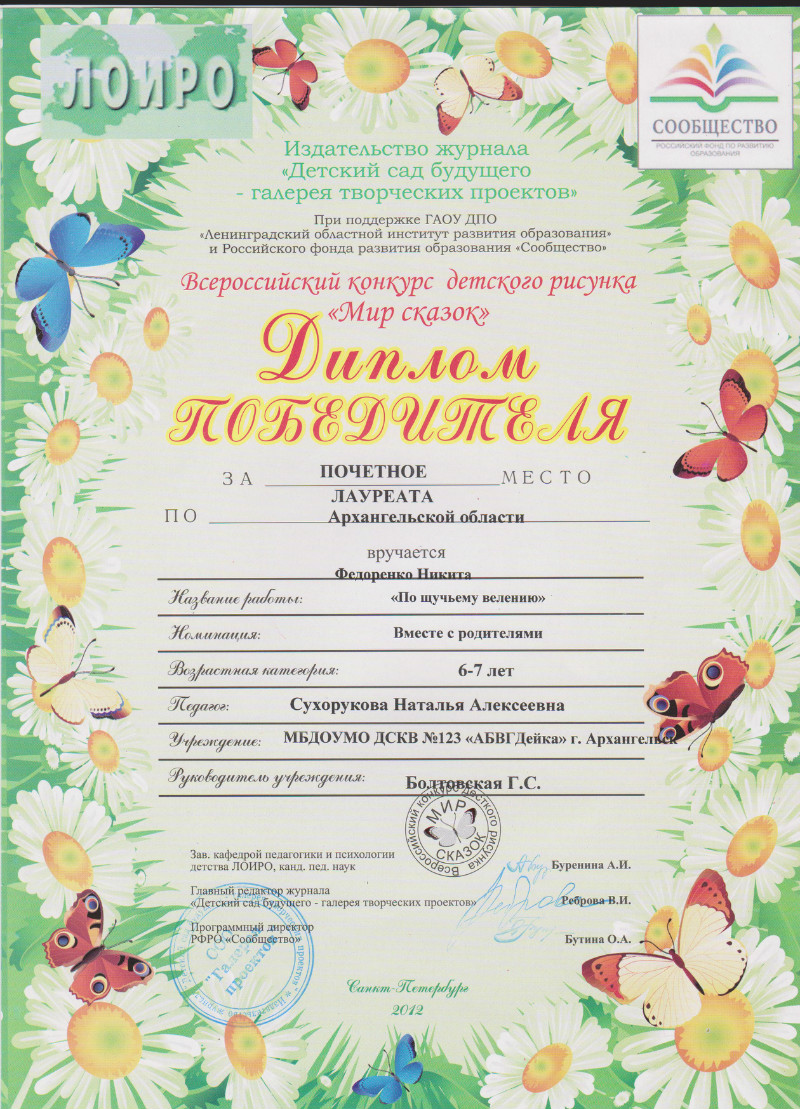 ЛОИРО
СООБЩЕСТВО
РОССИЙСКИЙ ФОНД ПО РАЗВИТИЮ
ОБРАЗОВАНИЯ
Издательство журнала
«Детский сад будущего
- галерея творческих проектов»
При поддержке ГАОУ ДПО
«Ленинградский областной институт развития образования»
и Российского фонда развития образования «Сообщество»
Всероссийский конкурс детского рисунка
«Мир сказок»
Диплом
ПОБЕДИТЕЛЯ
ЗА ПОЧЕТНОЕ МЕСТО
ЛАУРЕАТА
ПО Архангельской области
вручается
Федоренко Никита
Название работы: «По щучьему велению»
Номинация: Вместе с родителями
Возрастная категория: 6-7 лет
Педагог: Сухорукова Наталья Алексеевна
Учреждение: МБДОУМО ДСКВ №123 «АБВГДейка» г. Архангельск
Руководитель учреждения: Болтовская Г.С.
Всероссийский конкурс десткого рисунка
МИР
СКАЗОК
Зав. кафедрой педагогики и психологии
детства ЛОИРО, канд. пед. наук
Буренина А.И.
Главный редактор журнала
«Детский сад будущего - галерея творческих проектов»
Реброва В.И.
Программный директор
РФРО «Сообщество»
Бутина О.А.
"Галерея
проектов"
Санкт-Петербург
2012